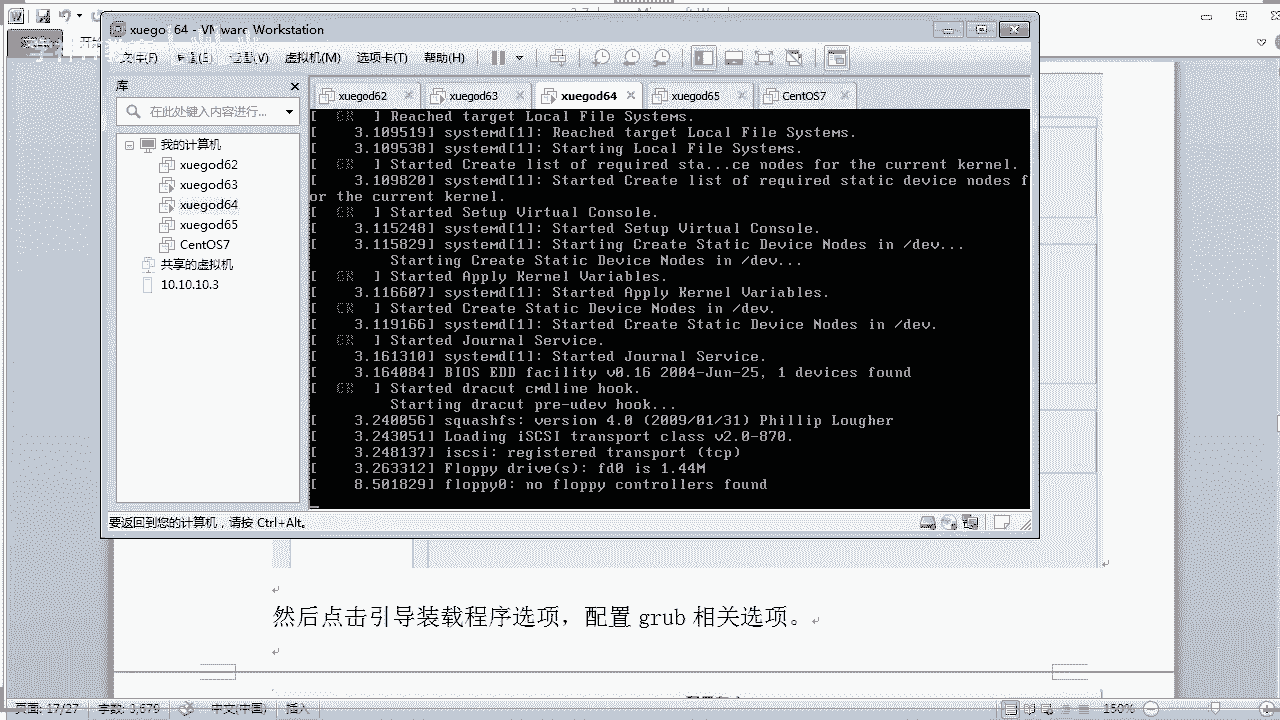 xuego 64 - VMware Workstation
虚拟机(M) 选项卡(T) 帮助(H)
库
在此处键入内容进行...
我的计算机
xuegod62
xuegod63
xuegod64
xuegod65
CentOS7
共享的虚拟机
10.10.10.3
xuegod62 xuegod63 xuegod64 xuegod65 CentOS7
[ OK ] Reached target Local File Systems.
[ 3.109519] systemd[1]: Reached target Local File Systems.
[ 3.109538] systemd[1]: Starting Local File Systems.
[ OK ] Started Create list of required sta...ce nodes for the current kernel.
[ 3.109820] systemd[1]: Started Create list of required static device nodes f
or the current kernel.
[ OK ] Started Setup Virtual Console.
[ 3.115248] systemd[1]: Started Setup Virtual Console.
[ 3.115829] systemd[1]: Starting Create Static Device Nodes in /dev...
Starting Create Static Device Nodes in /dev...
[ OK ] Started Apply Kernel Variables.
[ 3.116607] systemd[1]: Started Apply Kernel Variables.
[ OK ] Started Create Static Device Nodes in /dev.
[ 3.119166] systemd[1]: Started Create Static Device Nodes in /dev.
[ OK ] Started Journal Service.
[ 3.161310] systemd[1]: Started Journal Service.
[ 3.164084] BIOS EDD facility v0.16 2004-Jun-25, 1 devices found
[ OK ] Started dracut cmdline hook.
Starting dracut pre-udev hook...
[ 3.240056] squashfs: version 4.0 (2009/01/31) Phillip Lougher
[ 3.243051] Loading iSCSI transport class v2.0-870.
[ 3.248137] iscsi: registered transport (tcp)
[ 3.263312] Floppy drive(s): fd0 is 1.44M
[ 8.501829] floppy0: no floppy controllers found
要返回到您的计算机，请按 Ctrl+Alt。
然后点击引导装载程序选项，配置 grub 相关选项。
页面: 17/27 字数: 3,679 中文(中国) 插入 150%